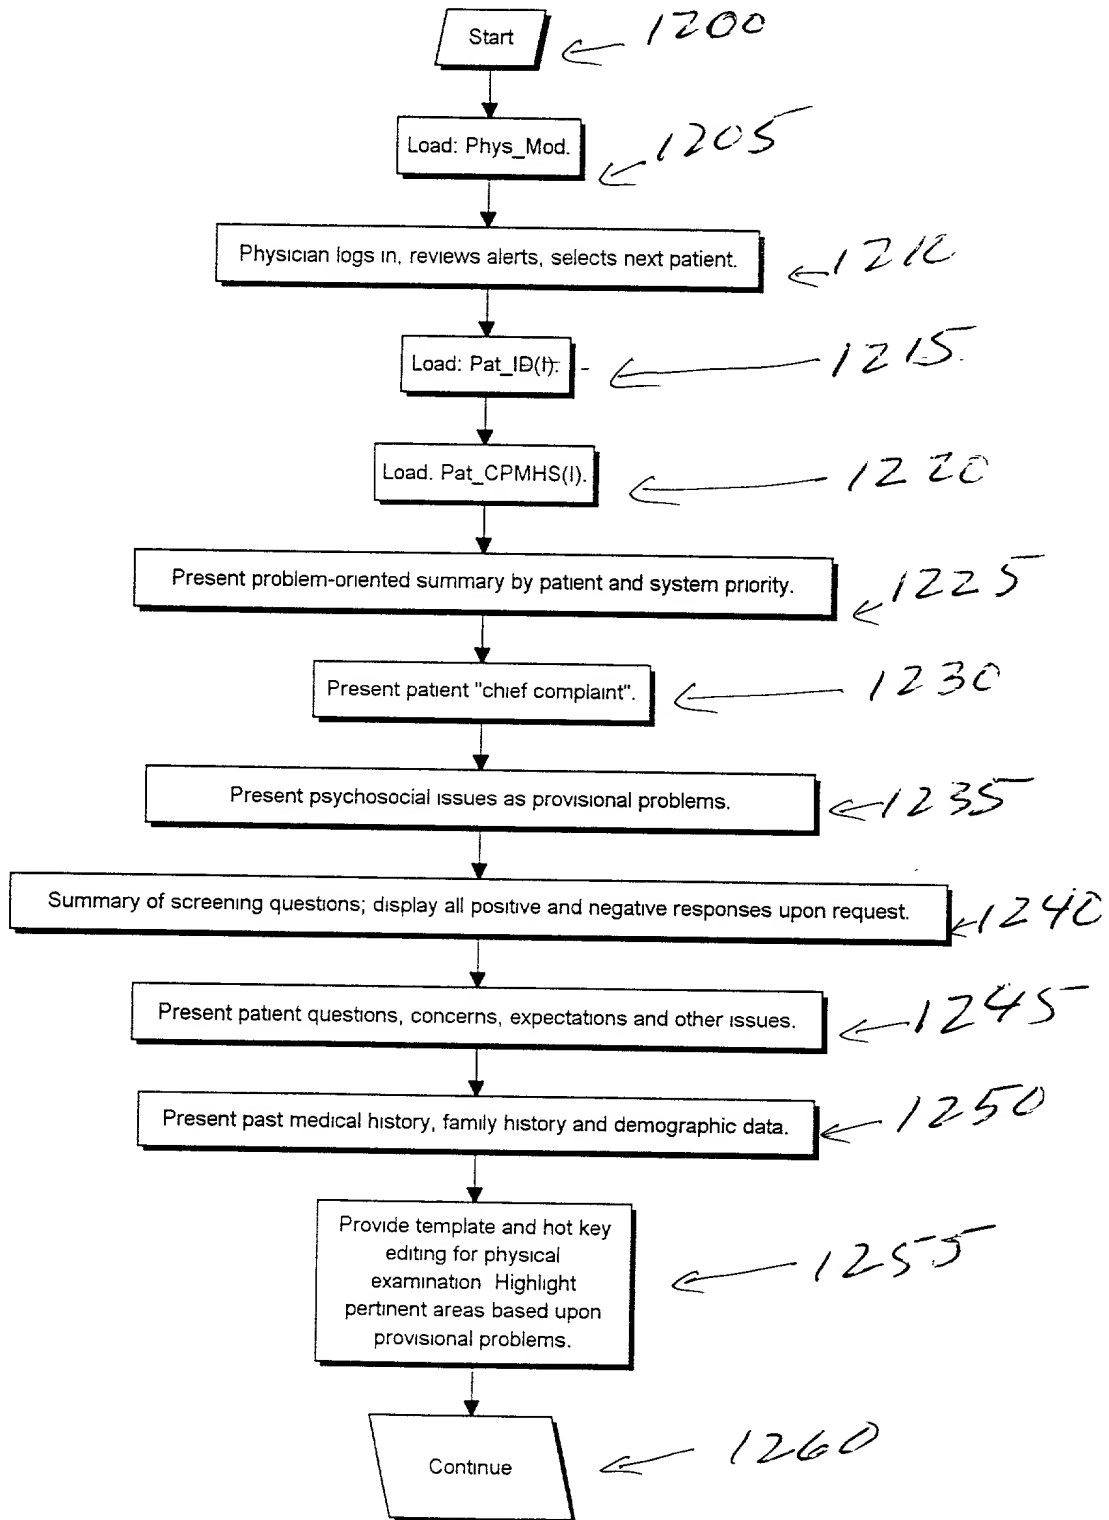 Start
1200
Load: Phys_Mod.
1205
Physician logs in, reviews alerts, selects next patient.
1210
Load: Pat_ID(I).
1215
Load. Pat_CPMHS(I).
1220
Present problem-oriented summary by patient and system priority.
1225
Present patient "chief complaint".
1230
Present psychosocial issues as provisional problems.
1235
Summary of screening questions; display all positive and negative responses upon request.
1240
Present patient questions, concerns, expectations and other issues.
1245
Present past medical history, family history and demographic data.
1250
Provide template and hot key
editing for physical
examination Highlight
pertinent areas based upon
provisional problems.
1255
Continue
1260